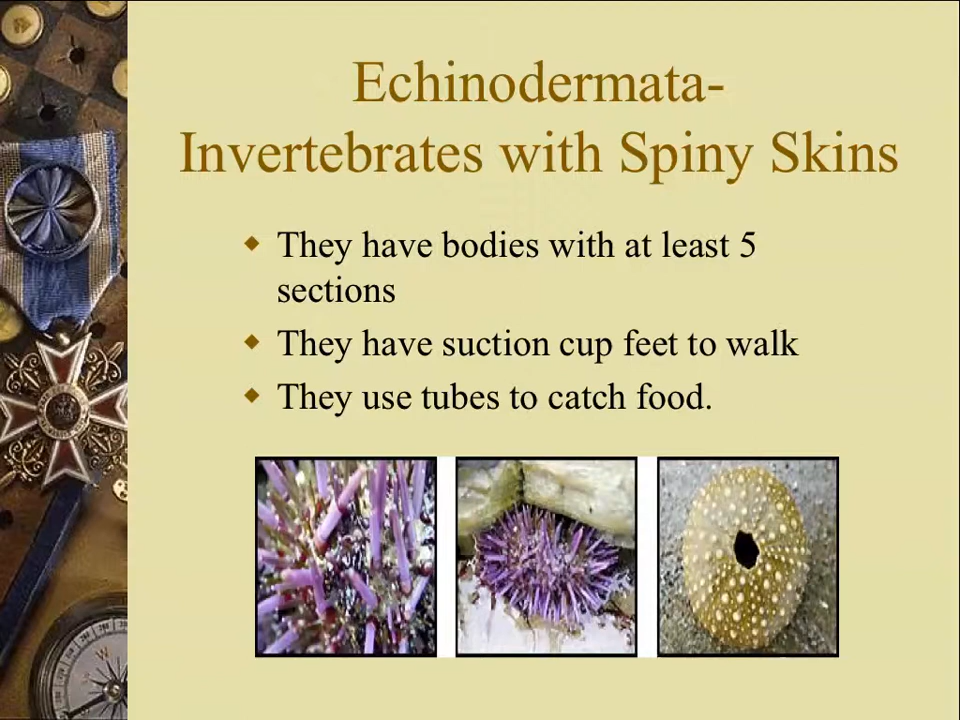 Echinodermata-
Invertebrates with Spiny Skins
They have bodies with at least 5
sections
They have suction cup feet to walk
They use tubes to catch food.
W